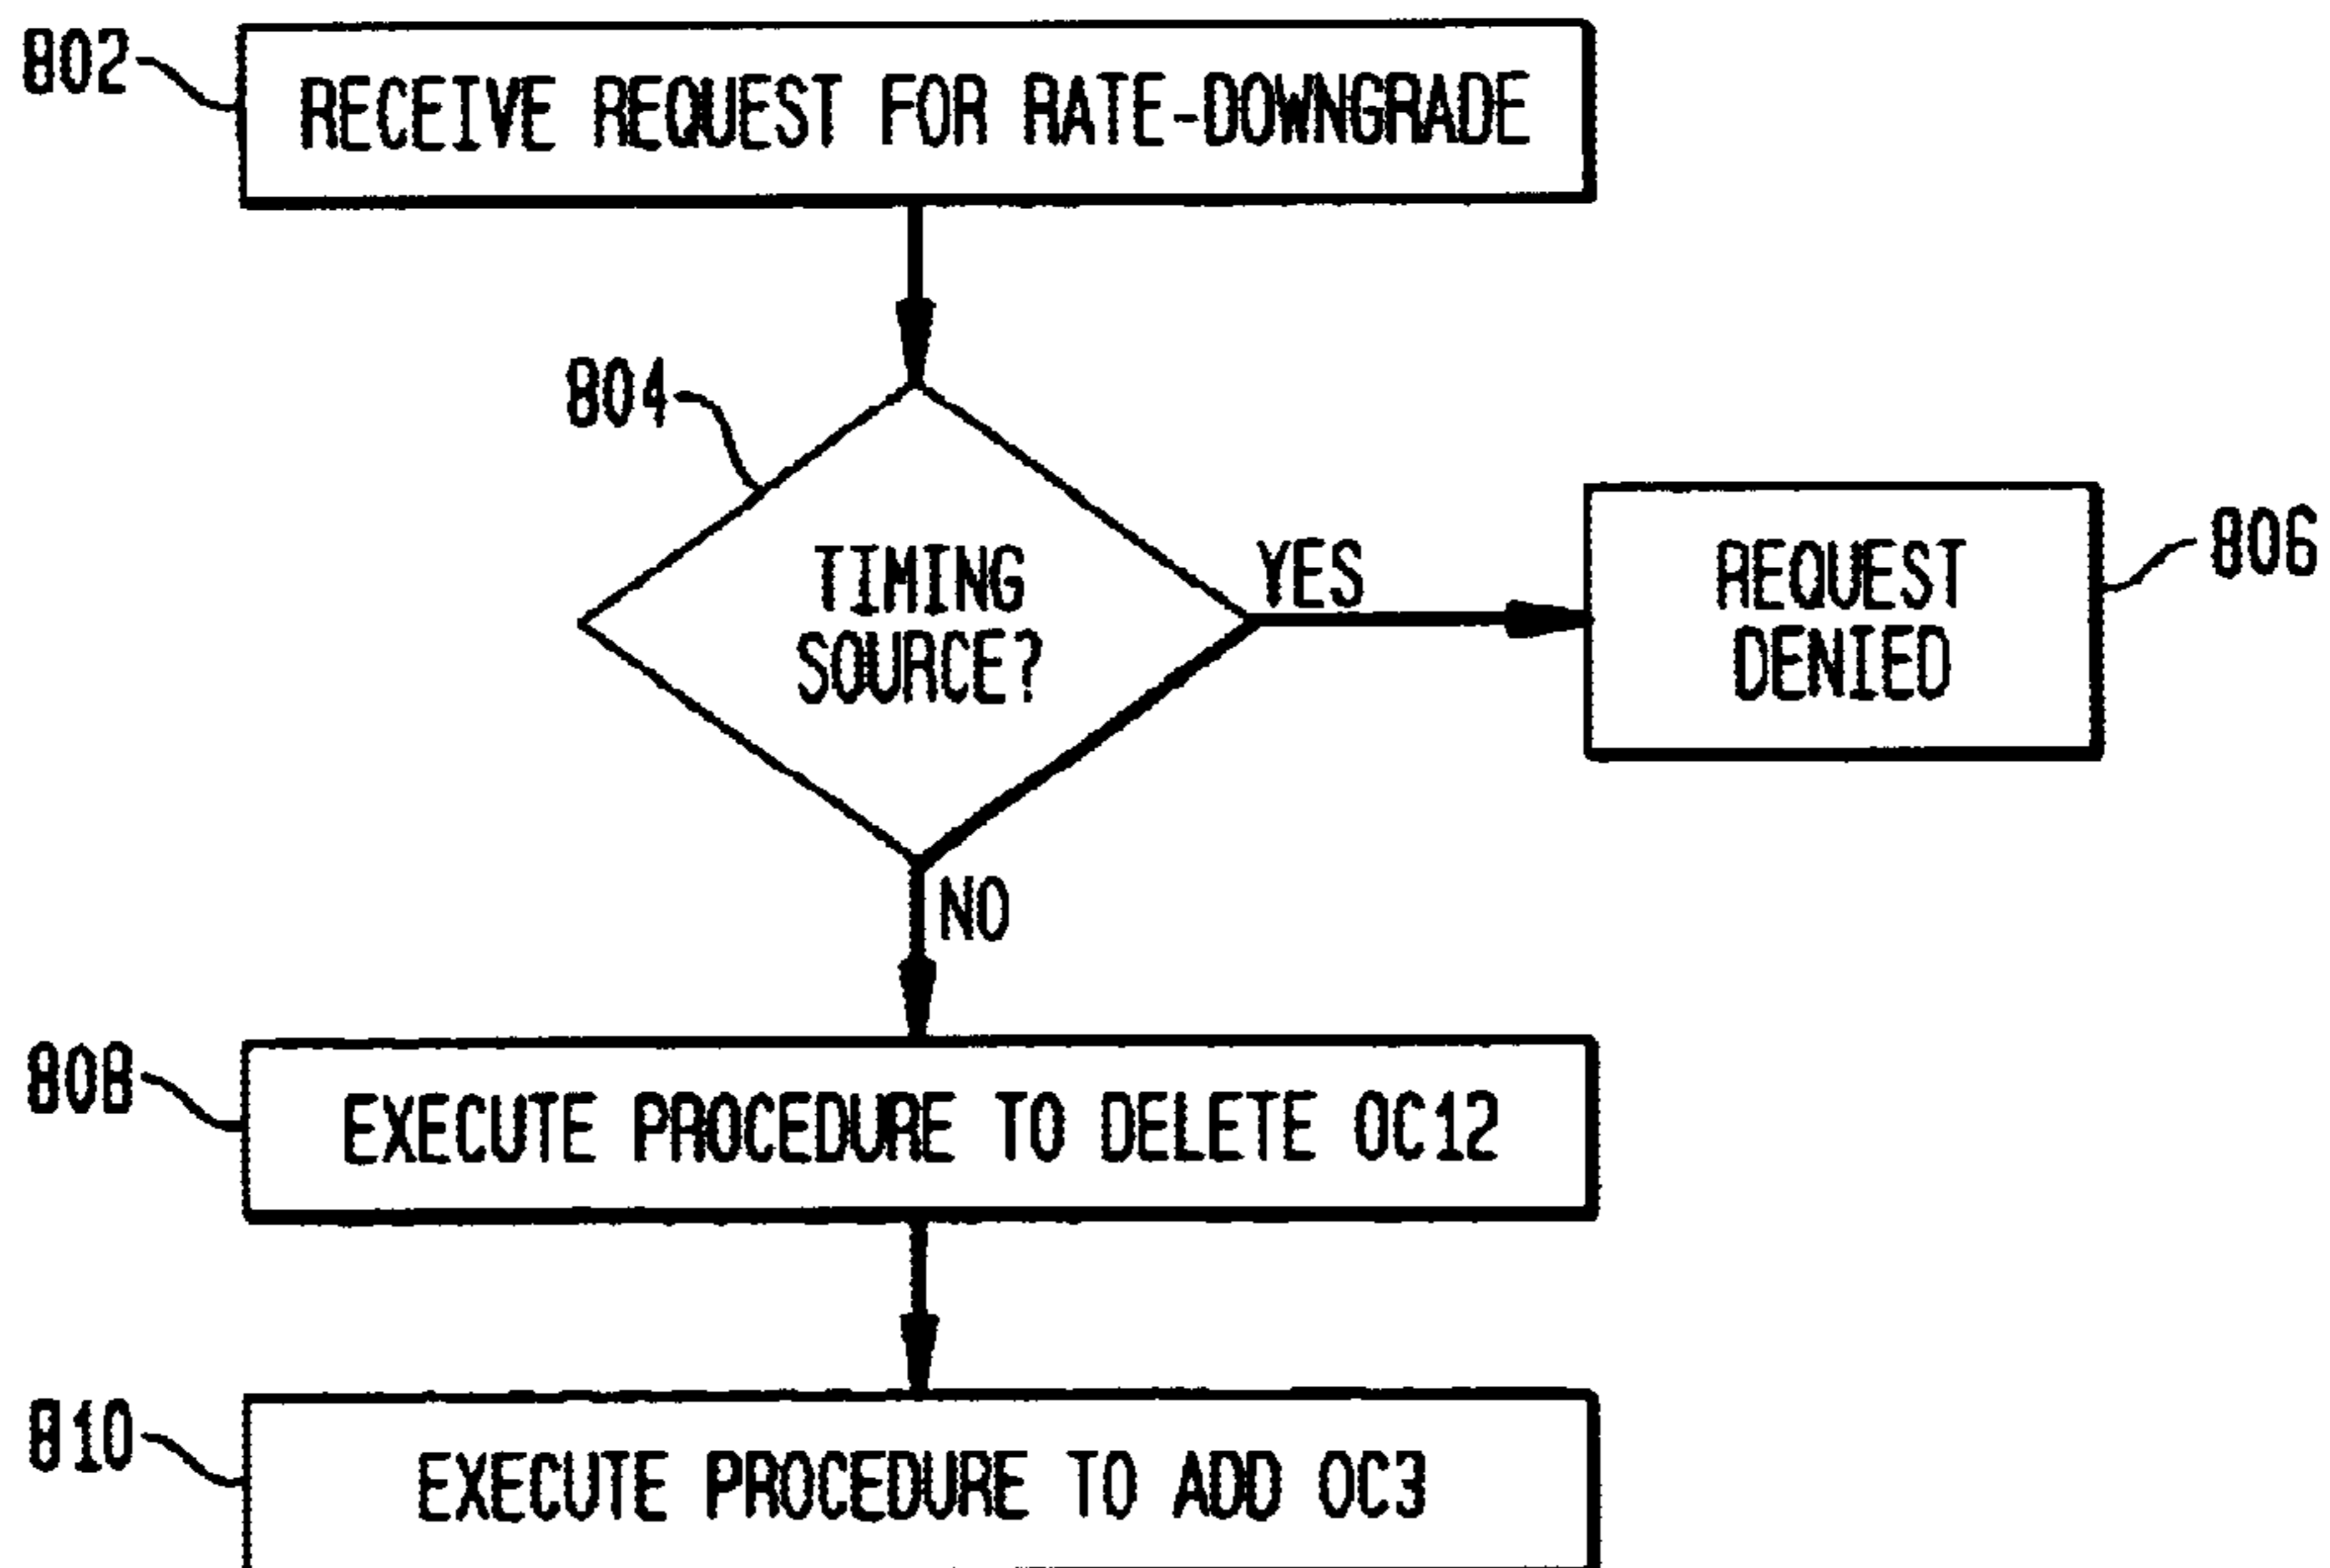 802
RECEIVE REQUEST FOR RATE-DOWNGRADE
804
TIMING
SOURCE?
YES
REQUEST
DENIED
806
NO
808
EXECUTE PROCEDURE TO DELETE OC12
810
EXECUTE PROCEDURE TO ADD OC3